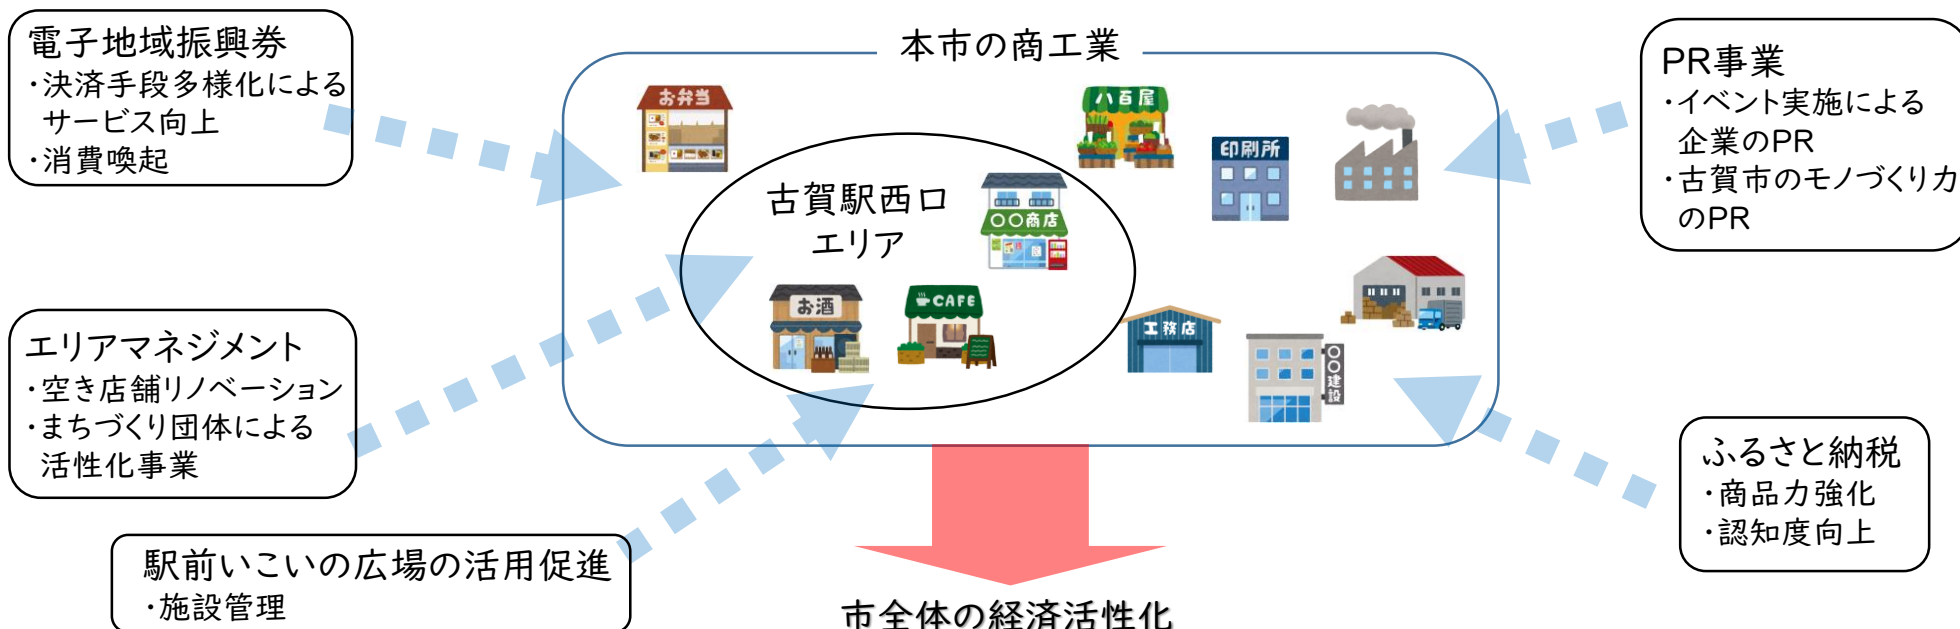 電子地域振興券
・決済手段多様化による
サービス向上
・消費喚起
エリアマネジメント
・空き店舗リノベーション
・まちづくり団体による
活性化事業
駅前いこいの広場の活用促進
・施設管理
本市の商工業
お弁当
八百屋
印刷所
古賀駅西口
エリア
〇〇商店
お酒
CAFE
工務店
〇〇建設
市全体の経済活性化
PR事業
・イベント実施による
企業のPR
・古賀市のモノづくり力
のPR
ふるさと納税
・商品力強化
・認知度向上